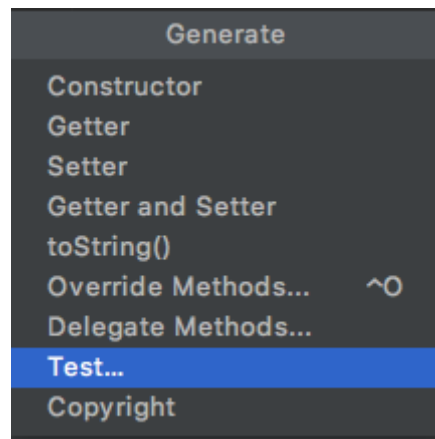 Generate
Constructor
Getter
Setter
Getter and Setter
toString()
Override Methods... ^O
Delegate Methods...
Test...
Copyright